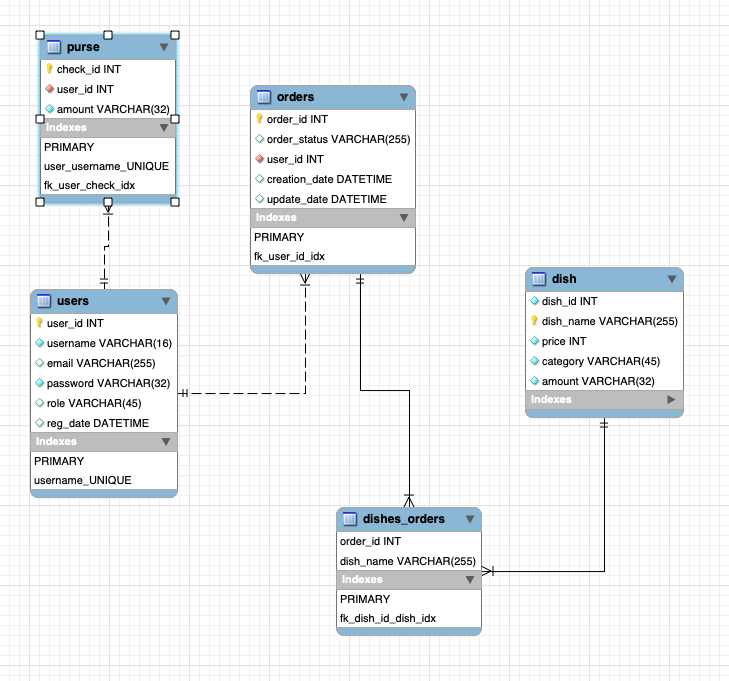 purse
check_id INT
user_id INT
amount VARCHAR(32)
Indexes
PRIMARY
user_username_UNIQUE
fk_user_check_idx
orders
order_id INT
order_status VARCHAR(255)
user_id INT
creation_date DATETIME
update_date DATETIME
Indexes
PRIMARY
fk_user_id_idx
users
user_id INT
username VARCHAR(16)
email VARCHAR(255)
password VARCHAR(32)
role VARCHAR(45)
reg_date DATETIME
Indexes
PRIMARY
username_UNIQUE
dish
dish_id INT
dish_name VARCHAR(255)
price INT
category VARCHAR(45)
amount VARCHAR(32)
Indexes
dishes_orders
order_id INT
dish_name VARCHAR(255)
Indexes
PRIMARY
fk_dish_id_dish_idx